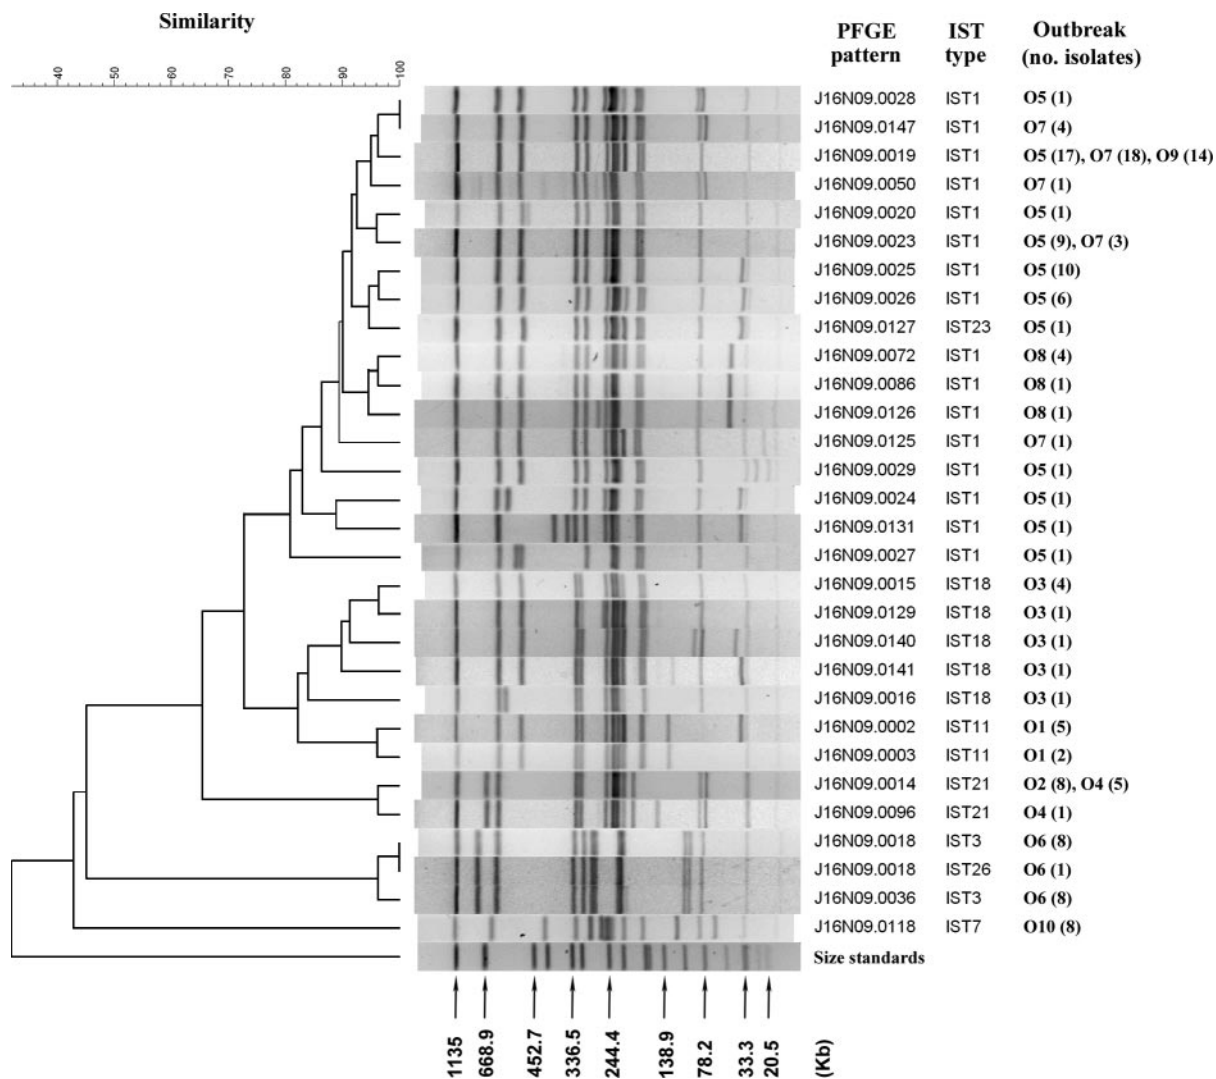 Similarity
PFGE pattern IST type Outbreak (no. isolates)
40 50 60 70 80 90 100
J16N09.0028 IST1 O5 (1)
J16N09.0147 IST1 O7 (4)
J16N09.0019 IST1 O5 (17), O7 (18), O9 (14)
J16N09.0050 IST1 O7 (1)
J16N09.0020 IST1 O5 (1)
J16N09.0023 IST1 O5 (9), O7 (3)
J16N09.0025 IST1 O5 (10)
J16N09.0026 IST1 O5 (6)
J16N09.0127 IST23 O5 (1)
J16N09.0072 IST1 O8 (4)
J16N09.0086 IST1 O8 (1)
J16N09.0126 IST1 O8 (1)
J16N09.0125 IST1 O7 (1)
J16N09.0029 IST1 O5 (1)
J16N09.0024 IST1 O5 (1)
J16N09.0131 IST1 O5 (1)
J16N09.0027 IST1 O5 (1)
J16N09.0015 IST18 O3 (4)
J16N09.0129 IST18 O3 (1)
J16N09.0140 IST18 O3 (1)
J16N09.0141 IST18 O3 (1)
J16N09.0016 IST18 O3 (1)
J16N09.0002 IST11 O1 (5)
J16N09.0003 IST11 O1 (2)
J16N09.0014 IST21 O2 (8), O4 (5)
J16N09.0096 IST21 O4 (1)
J16N09.0018 IST3 O6 (8)
J16N09.0018 IST26 O6 (1)
J16N09.0036 IST3 O6 (8)
J16N09.0118 IST7 O10 (8)
Size standards
1135 668.9 452.7 336.5 244.4 138.9 78.2 33.3 20.5 (Kb)